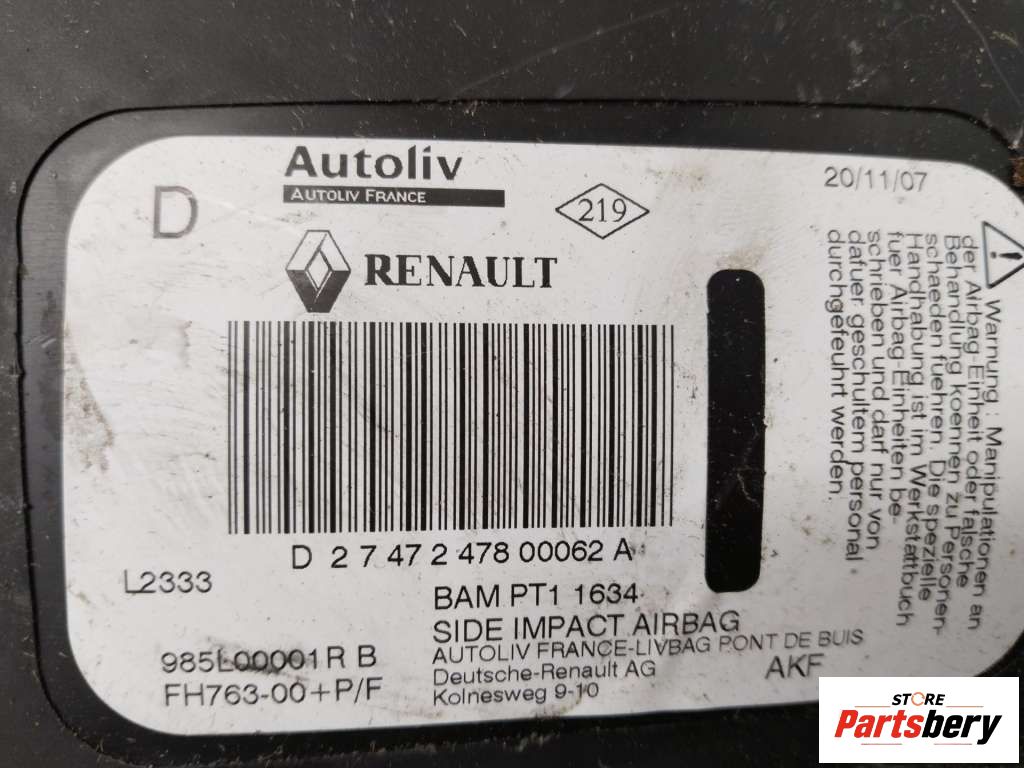 D
Autoliv
AUTOLIV FRANCE
219
20/11/07
RENAULT
Warnung : Manipulationen an
der Airbag-Einheit oder falsche
Behandlung koennen zu Personen-
schaeden fuehren. Die spezielle
Handhabung ist im Werkstattbuch
fuer Airbag-Einheiten be-
schrieben und darf nur von
dafuer geschultem personal
durchgefeuhrt werden.
D 2 7 47 2 478 00062 A
L2333
BAM PT1 1634
SIDE IMPACT AIRBAG
AUTOLIV FRANCE-LIVBAG PONT DE BUIS
Deutsche-Renault AG
Kolnesweg 9-10
AKF
985L00001R B
FH763-00+P/F
STORE
Partsbery